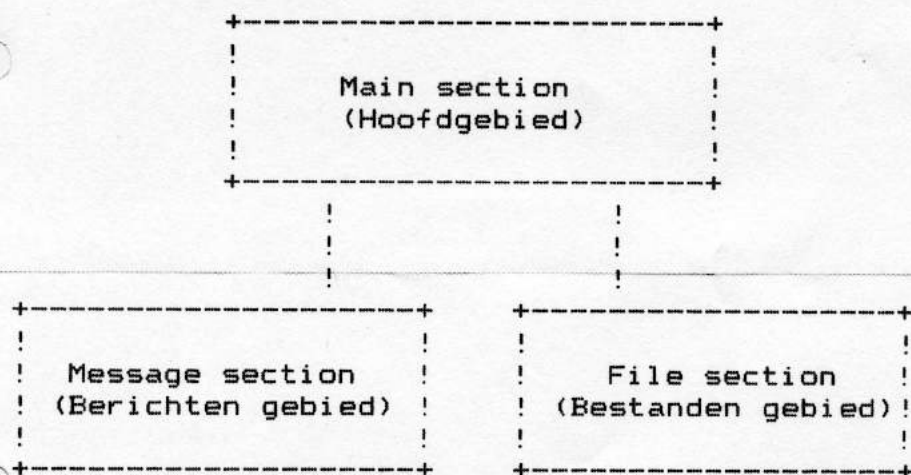 Main section
(Hoofdgebied)
Message section
(Berichten gebied)
File section
(Bestanden gebied)